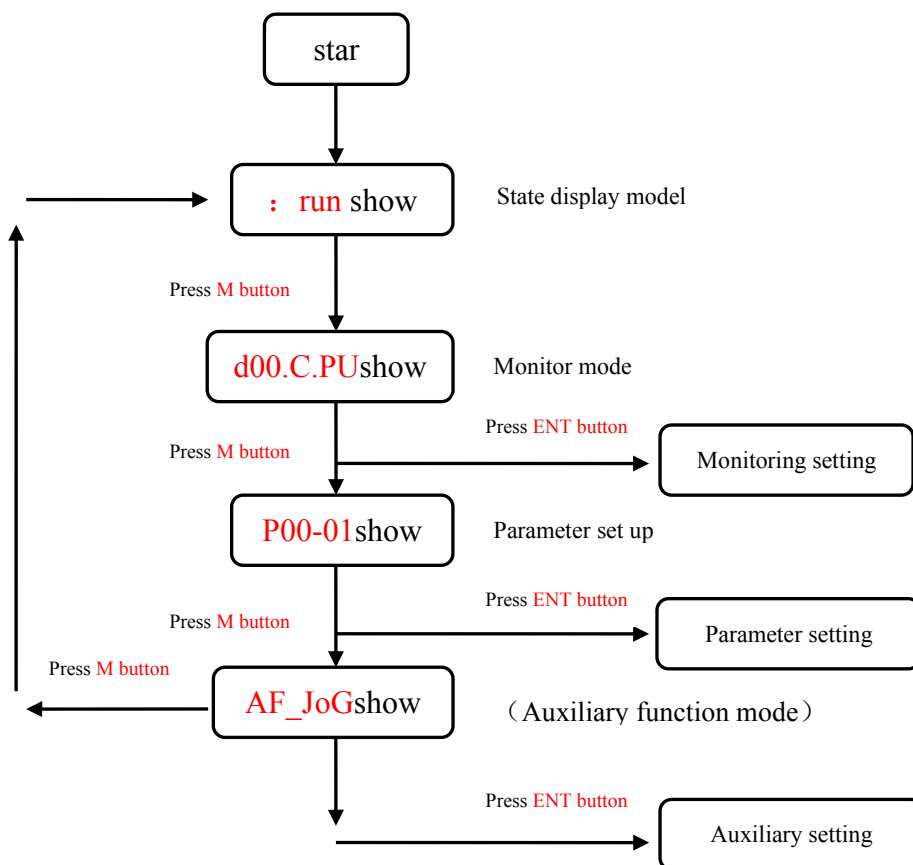 star
：run show
State display model
Press M button
d00.C.PUshow
Monitor mode
Press ENT button
Press M button
Monitoring setting
P00-01show
Parameter set up
Press ENT button
Press M button
Parameter setting
Press M button
AF_JoGshow
（Auxiliary function mode）
Press ENT button
Auxiliary setting